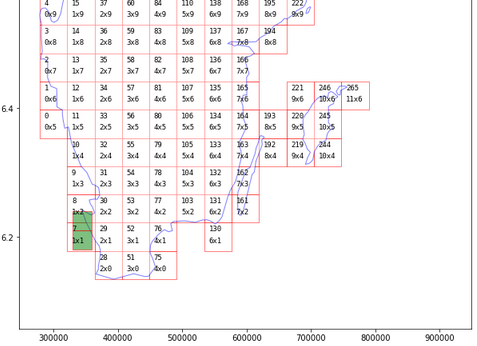 4 15 37 60 84 110 138 168 195 222
0x9 1x9 2x9 3x9 4x9 5x9 6x9 7x9 8x9 9x9
3 14 36 59 83 109 137 167 194
0x8 1x8 2x8 3x8 4x8 5x8 6x8 7x8 8x8
2 13 35 58 82 108 136 166
0x7 1x7 2x7 3x7 4x7 5x7 6x7 7x7
1 12 34 57 81 107 135 165 221 246 265
0x6 1x6 2x6 3x6 4x6 5x6 6x6 7x6 9x6 10x6 11x6
6.4
0 11 33 56 80 106 134 164 193 220 245
0x5 1x5 2x5 3x5 4x5 5x5 6x5 7x5 8x5 9x5 10x5
10 32 55 79 105 133 163 192 219 244
1x4 2x4 3x4 4x4 5x4 6x4 7x4 8x4 9x4 10x4
9 31 54 78 104 132 162
1x3 2x3 3x3 4x3 5x3 6x3 7x3
8 30 53 77 103 131 161
1x2 2x2 3x2 4x2 5x2 6x2 7x2
7 29 52 76 130
6.2 1x1 2x1 3x1 4x1 6x1
28 51 75
2x0 3x0 4x0
300000 400000 500000 600000 700000 800000 900000